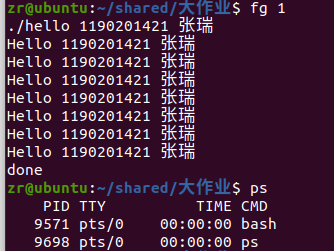 zr@ubuntu:~/shared/大作业$ fg 1
./hello 1190201421 张瑞
Hello 1190201421 张瑞
Hello 1190201421 张瑞
Hello 1190201421 张瑞
Hello 1190201421 张瑞
Hello 1190201421 张瑞
Hello 1190201421 张瑞
Hello 1190201421 张瑞
done
zr@ubuntu:~/shared/大作业$ ps
PID TTY TIME CMD
9571 pts/0 00:00:00 bash
9698 pts/0 00:00:00 ps